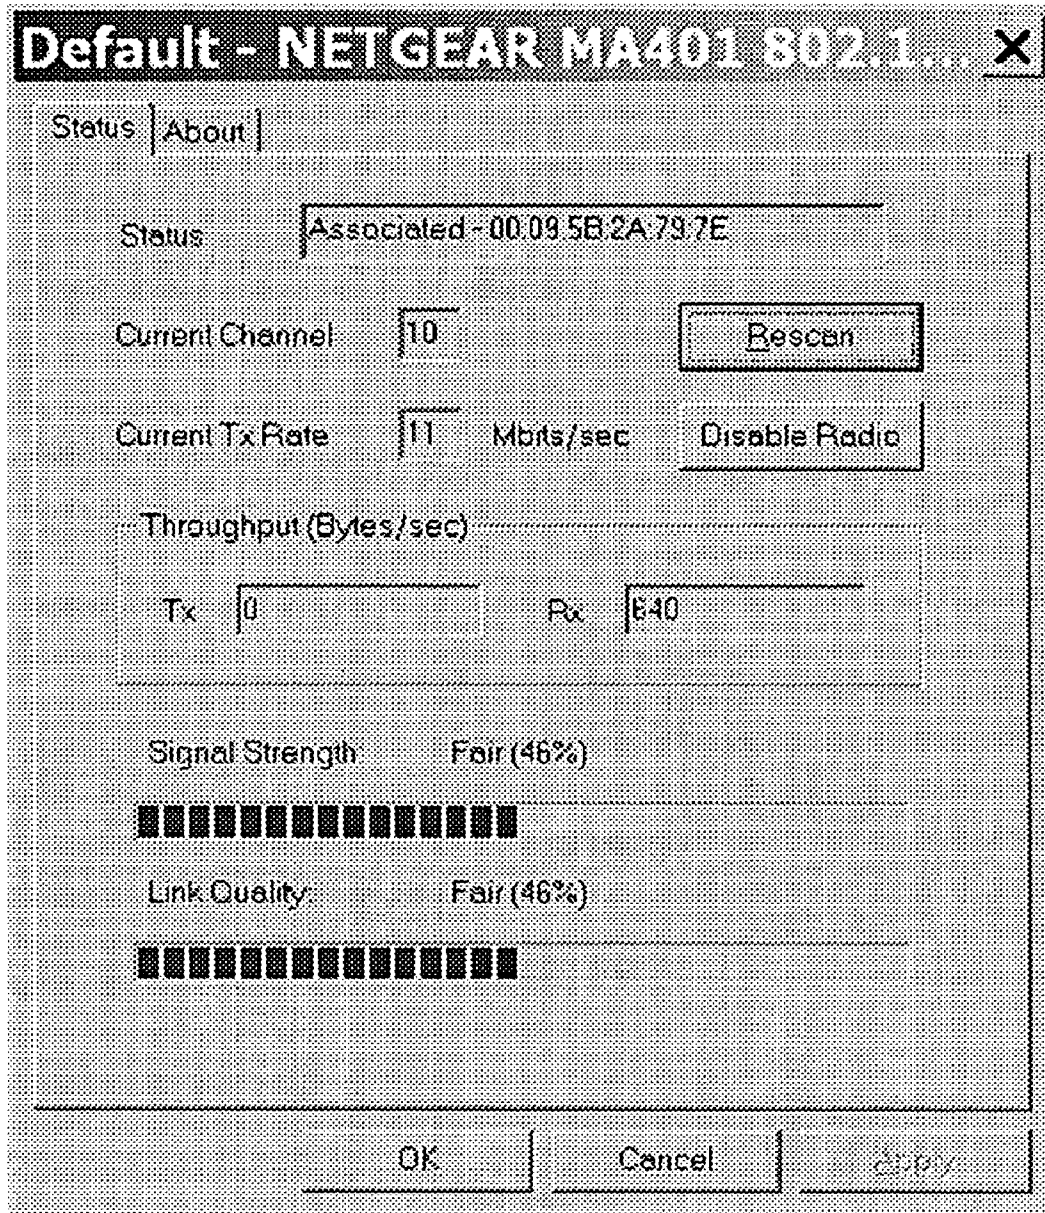 Default - NETGEAR MA401 802.1...
Status About
Status Associated - 00:09:5B:2A:79:7E
Current Channel 10 Rescan
Current Tx Rate 11 Mbits/sec Disable Radio
Throughput (Bytes/sec)
Tx 0 Rx 640
Signal Strength Fair (46%)
Link Quality: Fair (46%)
OK Cancel Apply